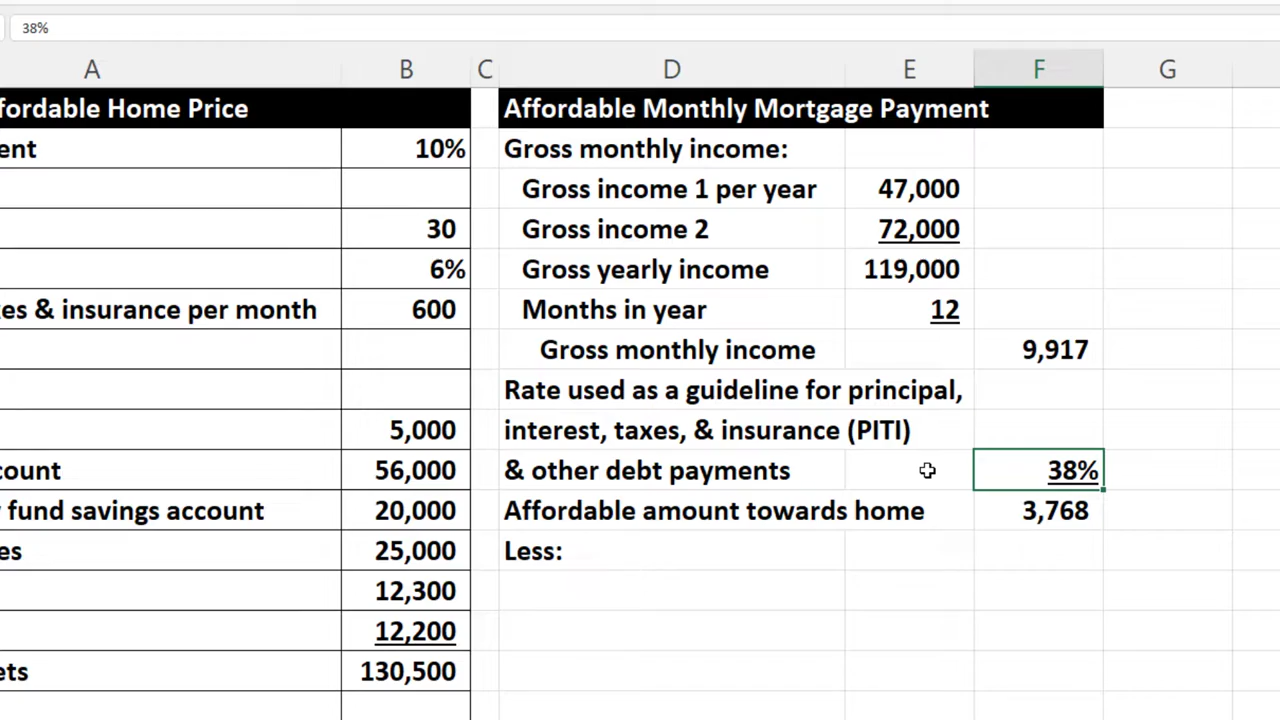 38%
A B C D E F G
fordable Home Price Affordable Monthly Mortgage Payment
ent 10% Gross monthly income:
Gross income 1 per year 47,000
30 Gross income 2 72,000
6% Gross yearly income 119,000
es & insurance per month 600 Months in year 12
Gross monthly income 9,917
Rate used as a guideline for principal,
5,000 interest, taxes, & insurance (PITI)
count 56,000 & other debt payments 38%
fund savings account 20,000 Affordable amount towards home 3,768
es 25,000 Less:
12,300
12,200
ets 130,500